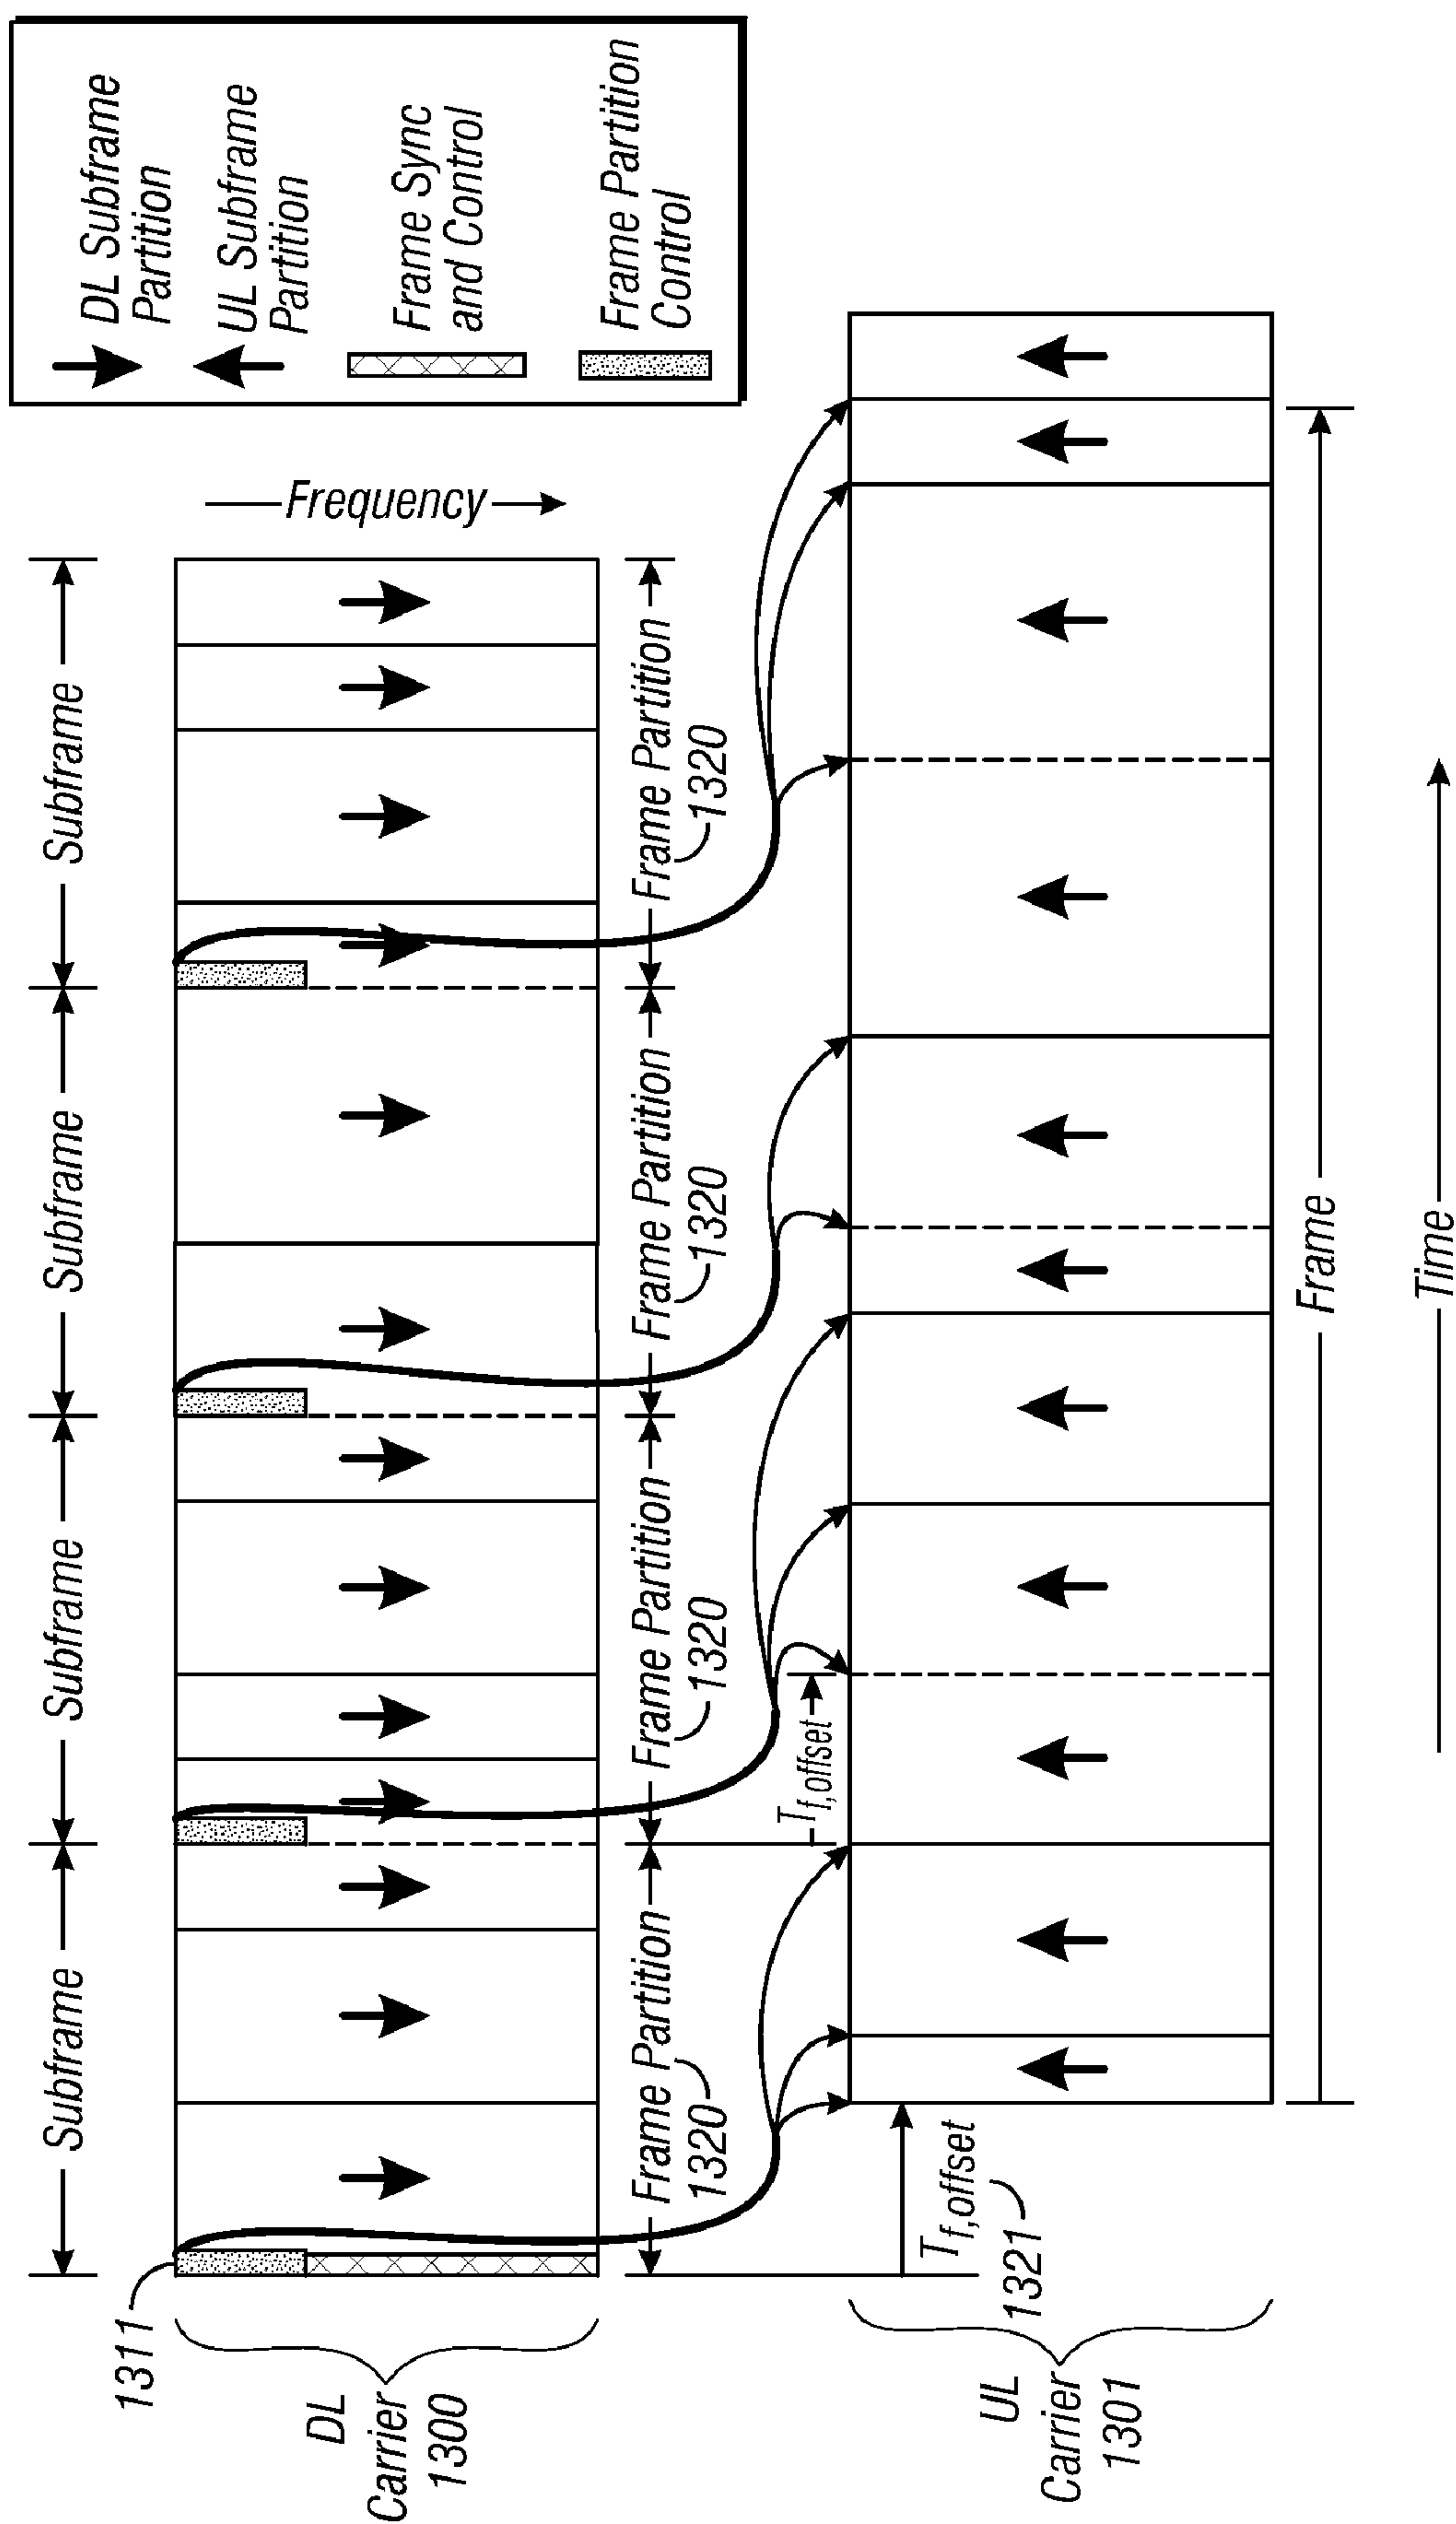 DL Subframe
Partition
UL Subframe
Partition
Frame Sync
and Control
Frame Partition
Control
Subframe
Subframe
Subframe
Subframe
Frequency
1311
DL
Carrier
1300
Frame Partition
1320
Frame Partition
1320
Frame Partition
1320
Frame Partition
1320
Tf,offset
Tf,offset
1321
UL
Carrier
1301
Frame
Time